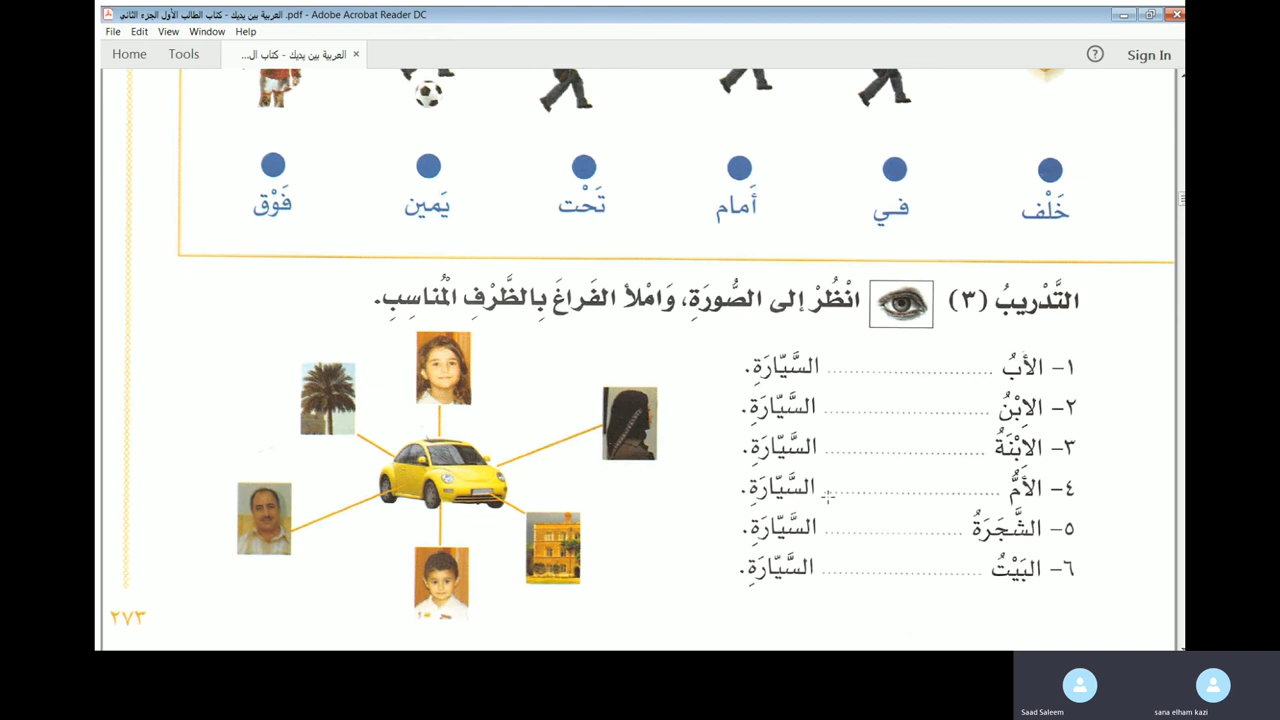 العربية بين يديك - كتاب الطالب الأول الجزء الثاني .pdf - Adobe Acrobat Reader DC
File Edit View Window Help
Home Tools العربية بين يديك - كتاب ال... × ? Sign In
خَلْف في أَمام تَحْت يَمين فَوْق
التَّدْريبُ (٣) انْظُرْ إلى الصُّورَةِ، وَامْلأ الفَراغَ بِالظَّرْفِ المُْناسِبِ.
١- الأبُ .............................. السَّيّارَةِ.
٢- الاِبْنُ .............................. السَّيّارَةِ.
٣- الاِبْنَةُ .............................. السَّيّارَةِ.
٤- الأُمُّ .............................. السَّيّارَةِ.
٥- الشَّجَرَةُ .............................. السَّيّارَةِ.
٦- البَيْتُ .............................. السَّيّارَةِ.
٢٧٣
Saad Saleem sana elham kazi